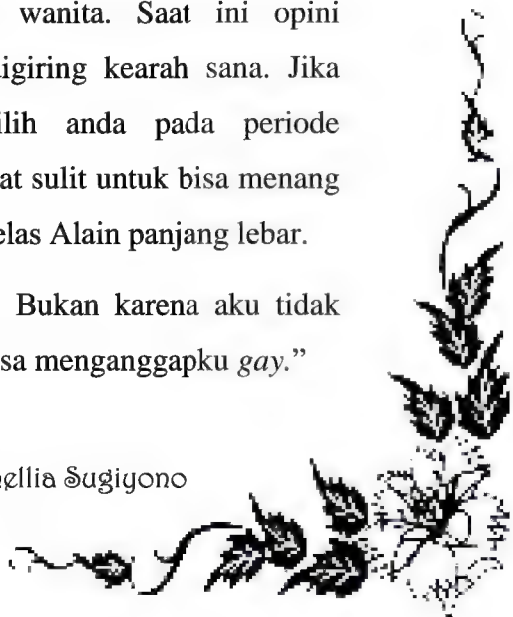 wanita. Saat ini opini
igiring kearah sana. Jika
ilih anda pada periode
at sulit untuk bisa menang
elas Alain panjang lebar.
Bukan karena aku tidak
sa menganggapku gay."
ellia Sugiyono